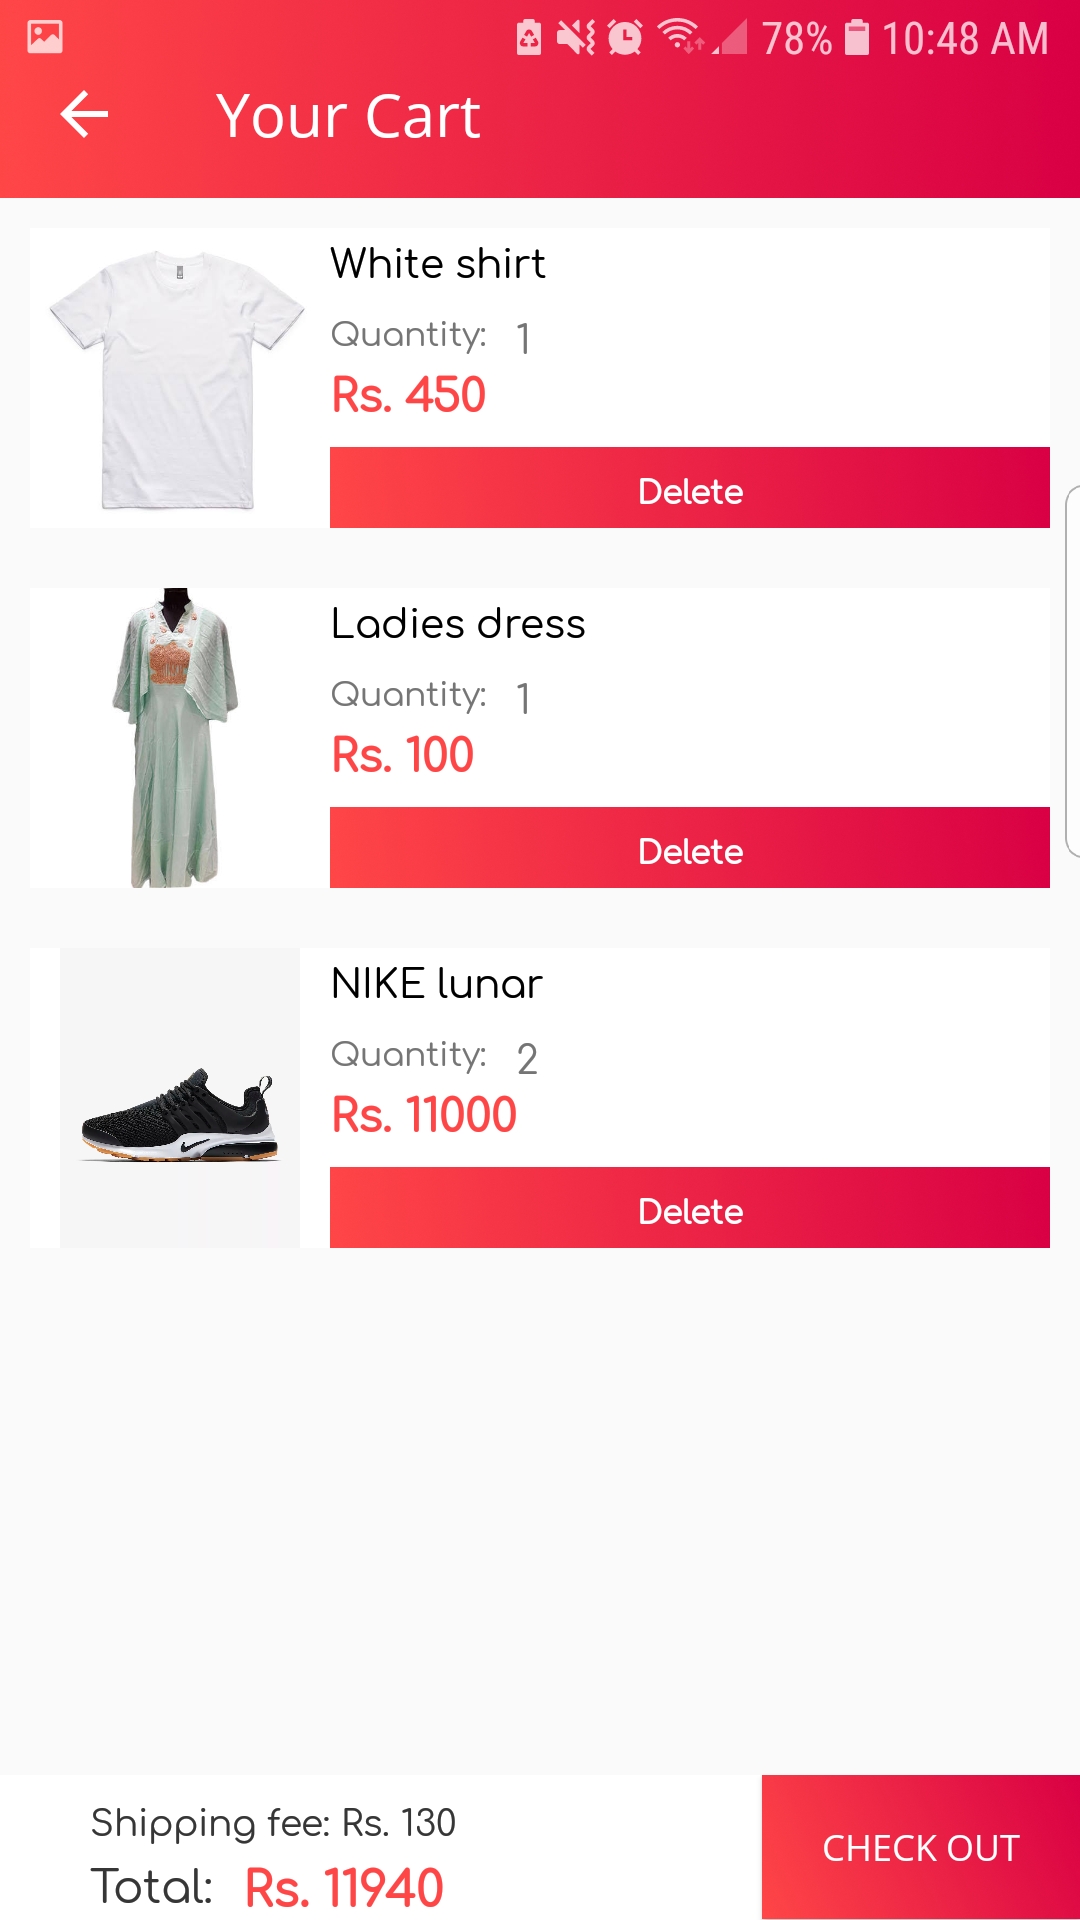 78% 10:48 AM
Your Cart
White shirt
Quantity: 1
Rs. 450
Delete
Ladies dress
Quantity: 1
Rs. 100
Delete
NIKE lunar
Quantity: 2
Rs. 11000
Delete
Shipping fee: Rs. 130
Total: Rs. 11940
CHECK OUT